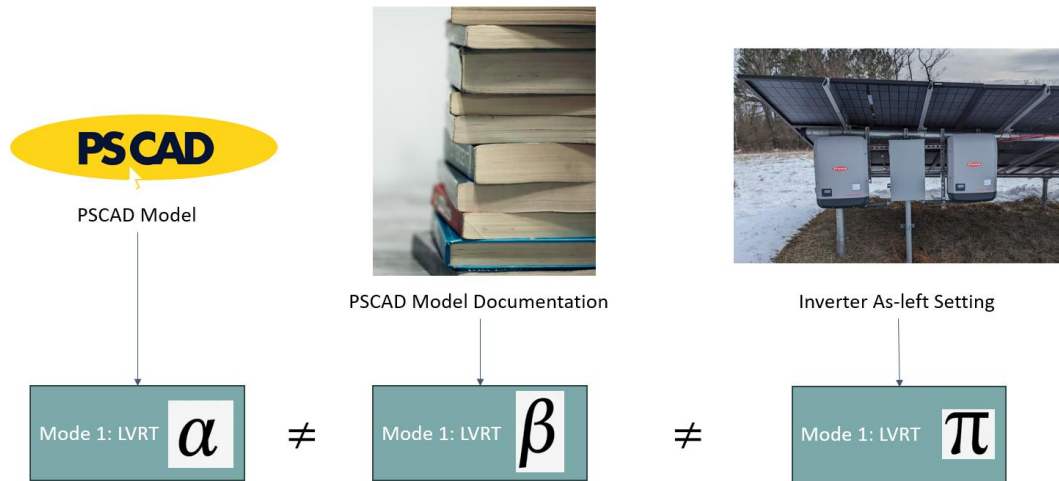 PSCAD
PSCAD Model
PSCAD Model Documentation
Inverter As-left Setting
Mode 1: LVRT α ≠ Mode 1: LVRT β ≠ Mode 1: LVRT π